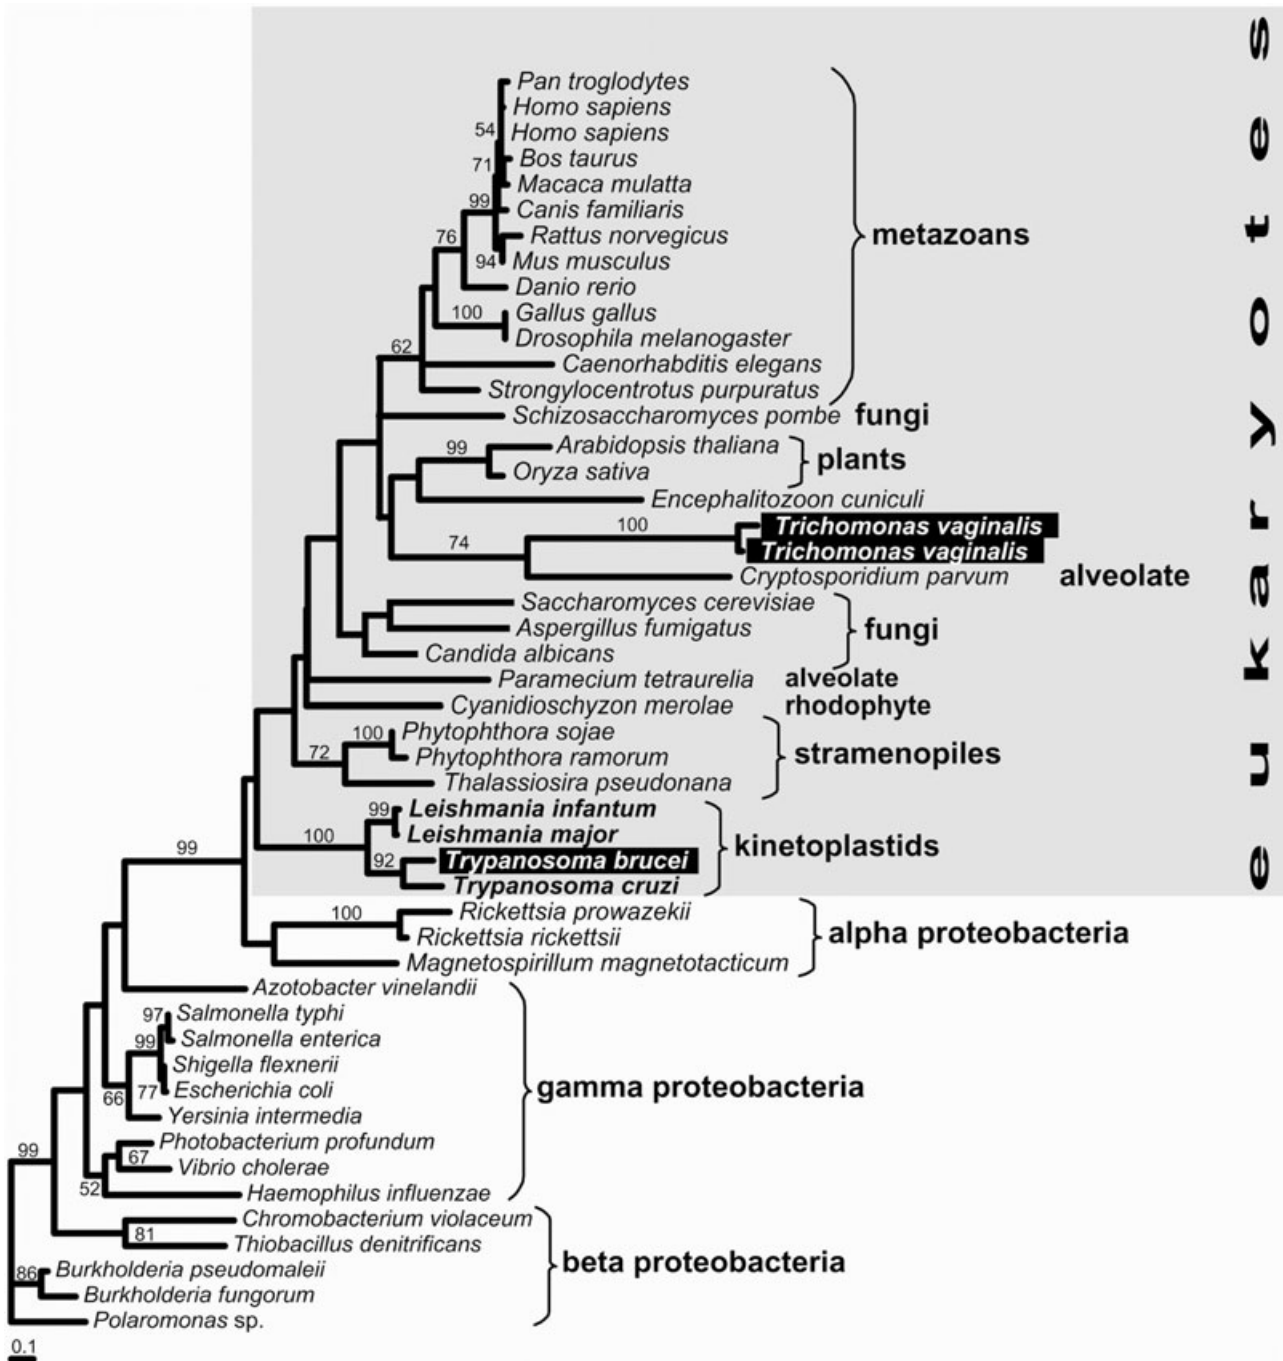 Pan troglodytes
Homo sapiens
54
Homo sapiens
71
Bos taurus
Macaca mulatta
99
Canis familiaris
76
Rattus norvegicus
metazoans
94
Mus musculus
Danio rerio
100
Gallus gallus
Drosophila melanogaster
62
Caenorhabditis elegans
Strongylocentrotus purpuratus
Schizosaccharomyces pombe fungi
99
Arabidopsis thaliana
plants
Oryza sativa
Encephalitozoon cuniculi
100
Trichomonas vaginalis
74
Trichomonas vaginalis
Cryptosporidium parvum alveolate
Saccharomyces cerevisiae
Aspergillus fumigatus
fungi
Candida albicans
Paramecium tetraurelia alveolate
Cyanidioschyzon merolae rhodophyte
100
Phytophthora sojae
72
Phytophthora ramorum
stramenopiles
Thalassiosira pseudonana
99
Leishmania infantum
100
Leishmania major
kinetoplastids
99
92
Trypanosoma brucei
Trypanosoma cruzi
100
Rickettsia prowazekii
Rickettsia rickettsii
alpha proteobacteria
Magnetospirillum magnetotacticum
Azotobacter vinelandii
97
Salmonella typhi
99
Salmonella enterica
Shigella flexnerii
77
Escherichia coli
gamma proteobacteria
66
Yersinia intermedia
Photobacterium profundum
99
67
Vibrio cholerae
52
Haemophilus influenzae
Chromobacterium violaceum
81
Thiobacillus denitrificans
beta proteobacteria
86
Burkholderia pseudomaleii
Burkholderia fungorum
Polaromonas sp.
0.1
eukaryotes